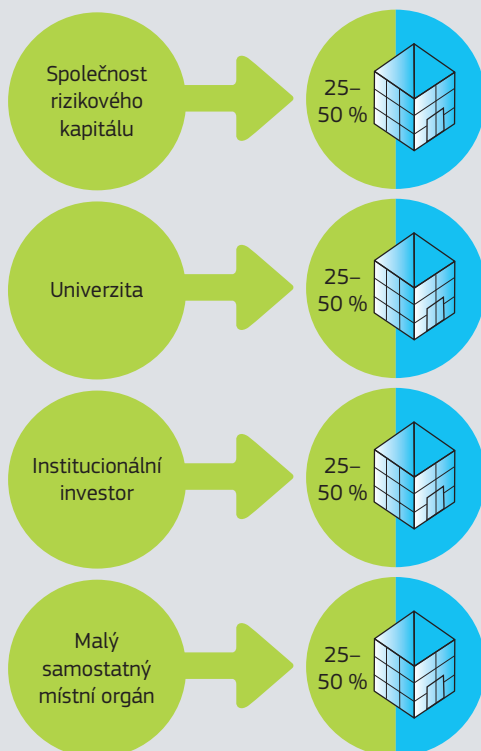 Společnost
rizikového
kapitálu
25–
50 %
Univerzita
25–
50 %
Institucionální
investor
25–
50 %
Malý
samostatný
místní orgán
25–
50 %